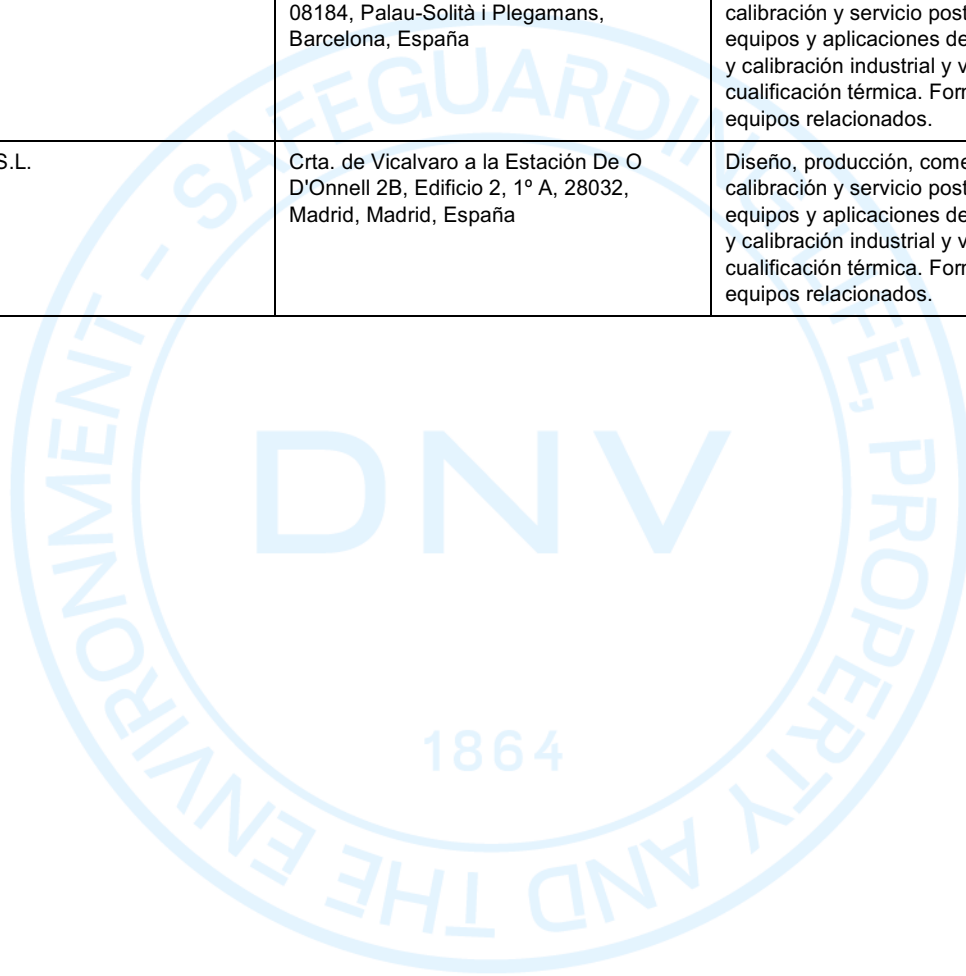 08184, Palau-Solità i Plegamans,
Barcelona, España
calibración y servicio post
equipos y aplicaciones de
y calibración industrial y v
cualificación térmica.
equipos relacionados.
S.L.
Crta. de Vicalvaro a la Estación De O
D'Onnell 2B, Edificio 2, 1º A, 28032,
Madrid, Madrid, España
Diseño, producción, come
calibración y servicio post
equipos y aplicaciones de
y calibración industrial y v
cualificación térmica.
equipos relacionados.
SAFEGUARDING LIFE, PROPERTY AND THE ENVIRONMENT -
DNV
1864